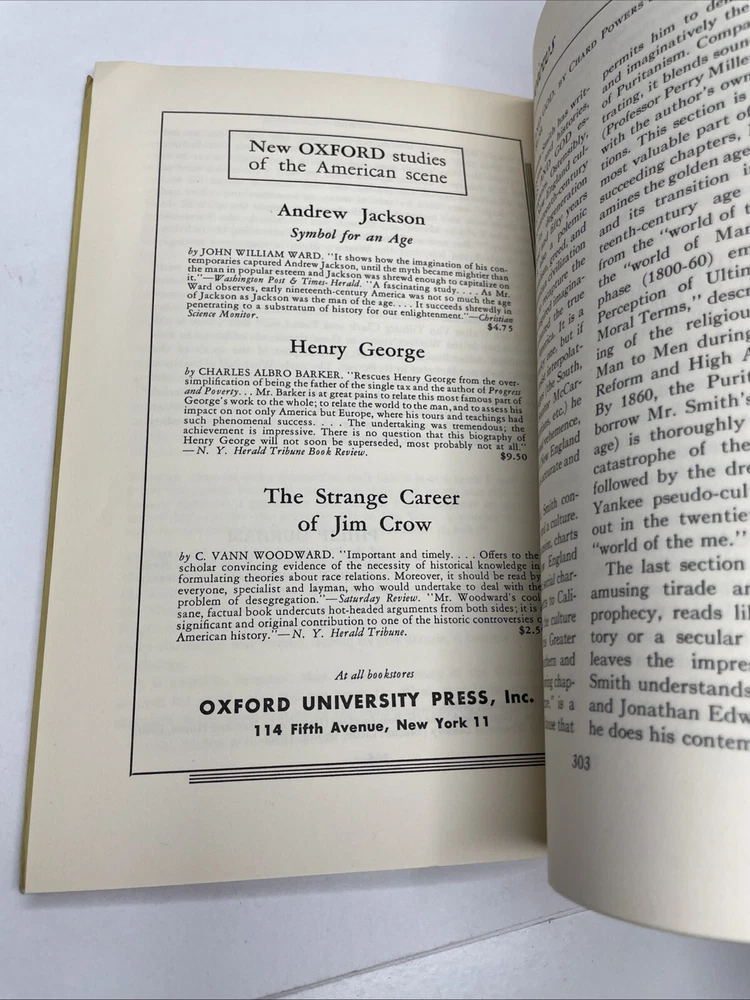 New OXFORD studies
of the American scene
Andrew Jackson
Symbol for an Age
by JOHN WILLIAM WARD. "It shows how the imagination of his con-
temporaries captured Andrew Jackson, until the myth became mightier than
the man in popular esteem and Jackson was shrewd enough to capitalize on
it."—Washington Post & Times-Herald. "A fascinating study. . . . As Mr.
Ward observes, early nineteenth-century America was not so much the age
of Jackson as Jackson was the man of the age. . . . It succeeds shrewdly in
penetrating to a substratum of history for our enlightenment."—Christian
Science Monitor.
$4.75
Henry George
by CHARLES ALBRO BARKER. "Rescues Henry George from the over-
simplification of being the father of the single tax and the author of Progress
and Poverty. . . Mr. Barker is at great pains to relate this most famous part of
George's work to the whole; to relate the world to the man, and to assess his
impact on not only America but Europe, where his tours and teachings had
such phenomenal success. . . . The undertaking was tremendous; the
achievement is impressive. There is no question that this biography of
Henry George will not soon be superseded, most probably not at all."
—N. Y. Herald Tribune Book Review.
$9.50
The Strange Career
of Jim Crow
by C. VANN WOODWARD. "Important and timely. . . . Offers to the
scholar convincing evidence of the necessity of historical knowledge in
formulating theories about race relations. Moreover, it should be read by
everyone, specialist and layman, who would undertake to deal with the
problem of desegregation."—Saturday Review. "Mr. Woodward's cool
sane, factual book undercuts hot-headed arguments from both sides; it is
significant and original contribution to one of the historic controversies o
American history."—N. Y. Herald Tribune.
$2.5
At all bookstores
OXFORD UNIVERSITY PRESS, Inc.
114 Fifth Avenue, New York 11
GOD, BY CHARD POWERS
permits him to
and imaginatively the
of Puritanism. Compa
trating, it blends soun
(Professor Perry Mille
with the author's own
tions. This section is
most valuable part of
succeeding chapters,
amines the golden age
and its transition i
teenth-century age
from the "world of t
the "world of Man
phase (1800-60) em
Perception of Ultim
Moral Terms," descr
ing of the religious
Man to Men during
Reform and High A
By 1860, the Purit
borrow Mr. Smith's
age) is thoroughly
catastrophe of the
followed by the dre
Yankee pseudo-cul
out in the twentie
"world of the me."
The last section
amusing tirade an
prophecy, reads li
tory or a secular
leaves the impres
Smith understands
and Jonathan Edw
he does his contem
303